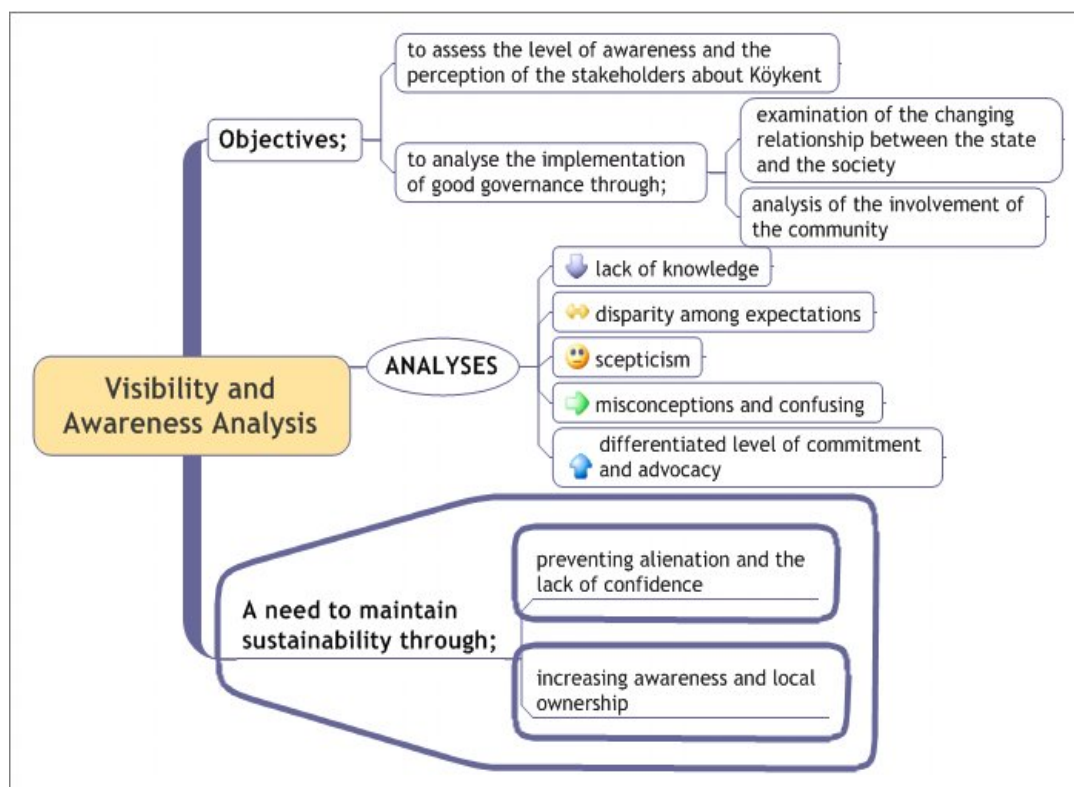 to assess the level of awareness and the
perception of the stakeholders about Köykent
Objectives;
to analyse the implementation
of good governance through;
examination of the changing
relationship between the state
and the society
analysis of the involvement of
the community
Visibility and
Awareness Analysis
ANALYSES
lack of knowledge
disparity among expectations
scepticism
misconceptions and confusing
differentiated level of commitment
and advocacy
A need to maintain
sustainability through;
preventing alienation and the
lack of confidence
increasing awareness and local
ownership